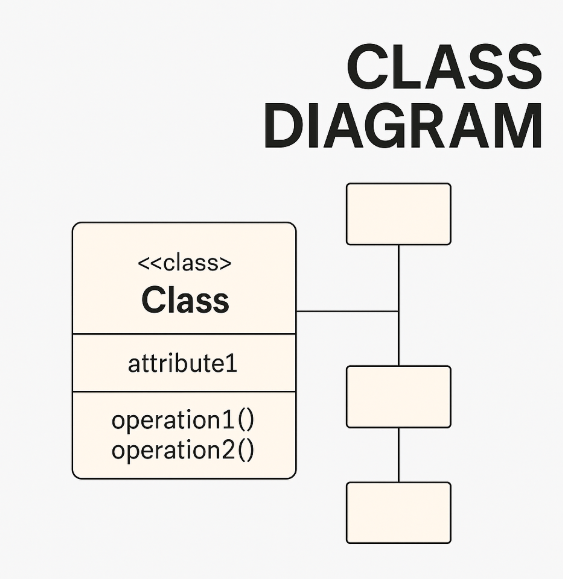 CLASS
DIAGRAM
<<class>
Class
attribute1
operation1()
operation2()